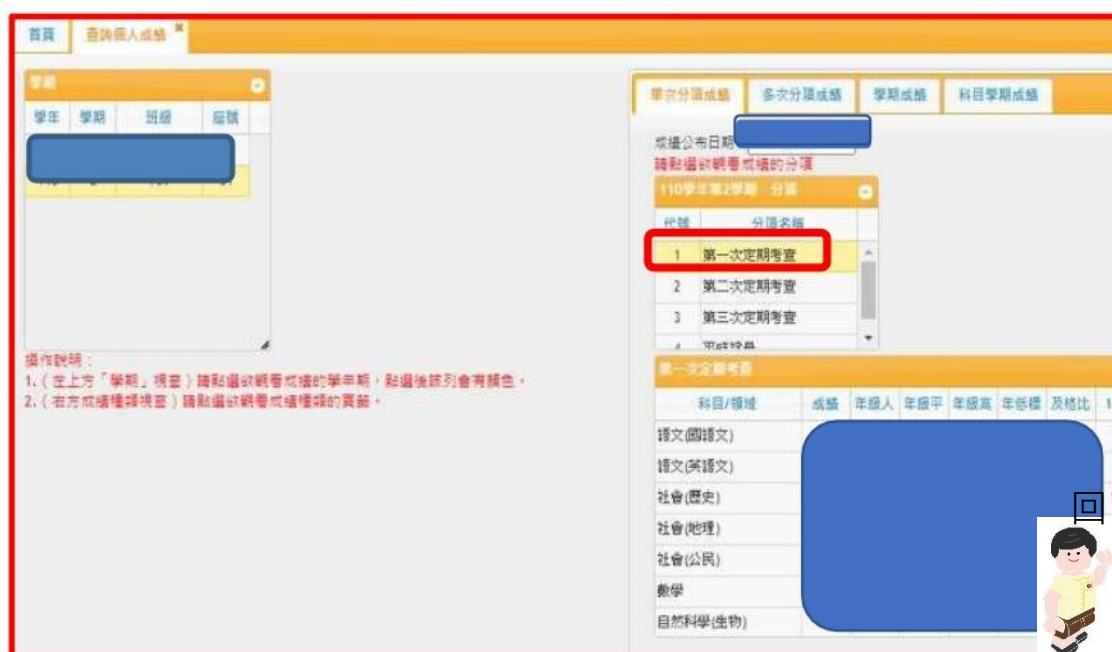 首頁 查詢個人成績
學期
學年 學期 班級 座號
操作說明：
1.（左上方「學期」視窗）請點選欲觀看成績的學年期，點選後該列會有顏色。
2.（右方成績種類視窗）請點選欲觀看成績種類的頁籤。
單次分項成績 多次分項成績 學期成績 科目學期成績
成績公布日期
請點選欲觀看成績的分項
110學年第2學期 分項
代號 分項名稱
1 第一次定期考查
2 第二次定期考查
3 第三次定期考查
4
第一次定期考查
科目/領域 成績 年級人 年級平 年級高 年低標 及格比 1
語文(國語文)
語文(英語文)
社會(歷史)
社會(地理)
社會(公民)
數學
自然科學(生物)
回